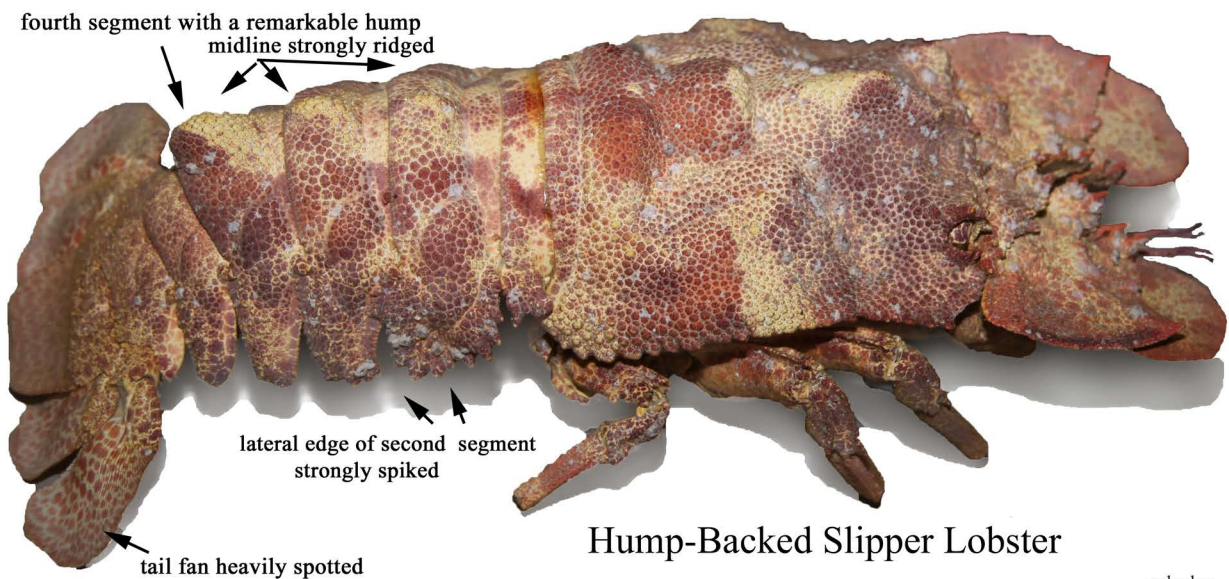 fourth segment with a remarkable hump
midline strongly ridged
lateral edge of second segment
strongly spiked
tail fan heavily spotted
Hump-Backed Slipper Lobster